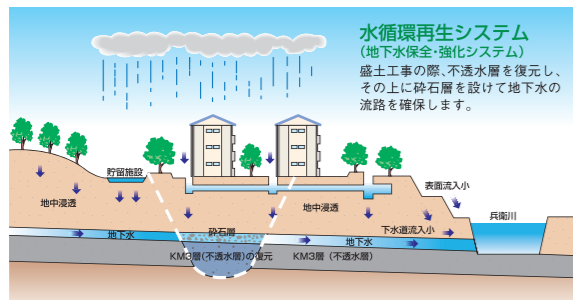 水循環再生システム
(地下水保全･強化システム)
盛土工事の際、不透水層を復元し、
その上に砕石層を設けて地下水の
流路を確保します。
貯留施設
表面流入小
地中浸透
地中浸透
兵衛川
砕石層
下水道流入小
地下水
地下水
KM3層(不透水層)の復元
KM3層(不透水層)